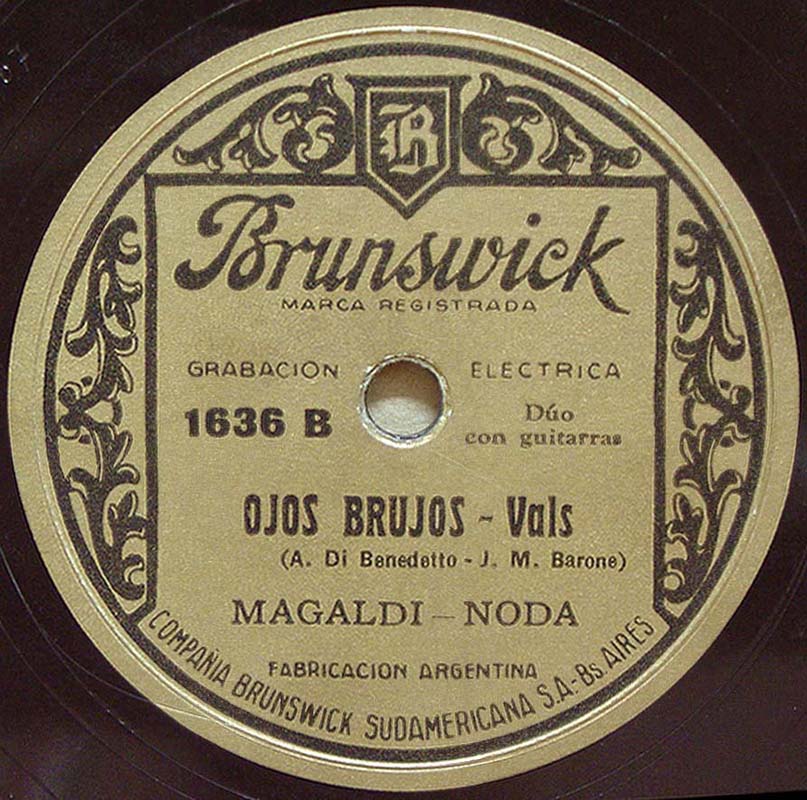 B
Brunswick
MARCA REGISTRADA
GRABACION ELECTRICA
1636 B
Dúo
con guitarras
OJOS BRUJOS - Vals
(A. Di Benedetto - J. M. Barone)
MAGALDI — NODA
FABRICACION ARGENTINA
COMPAÑIA BRUNSWICK SUDAMERICANA S.A.- Bs. AIRES